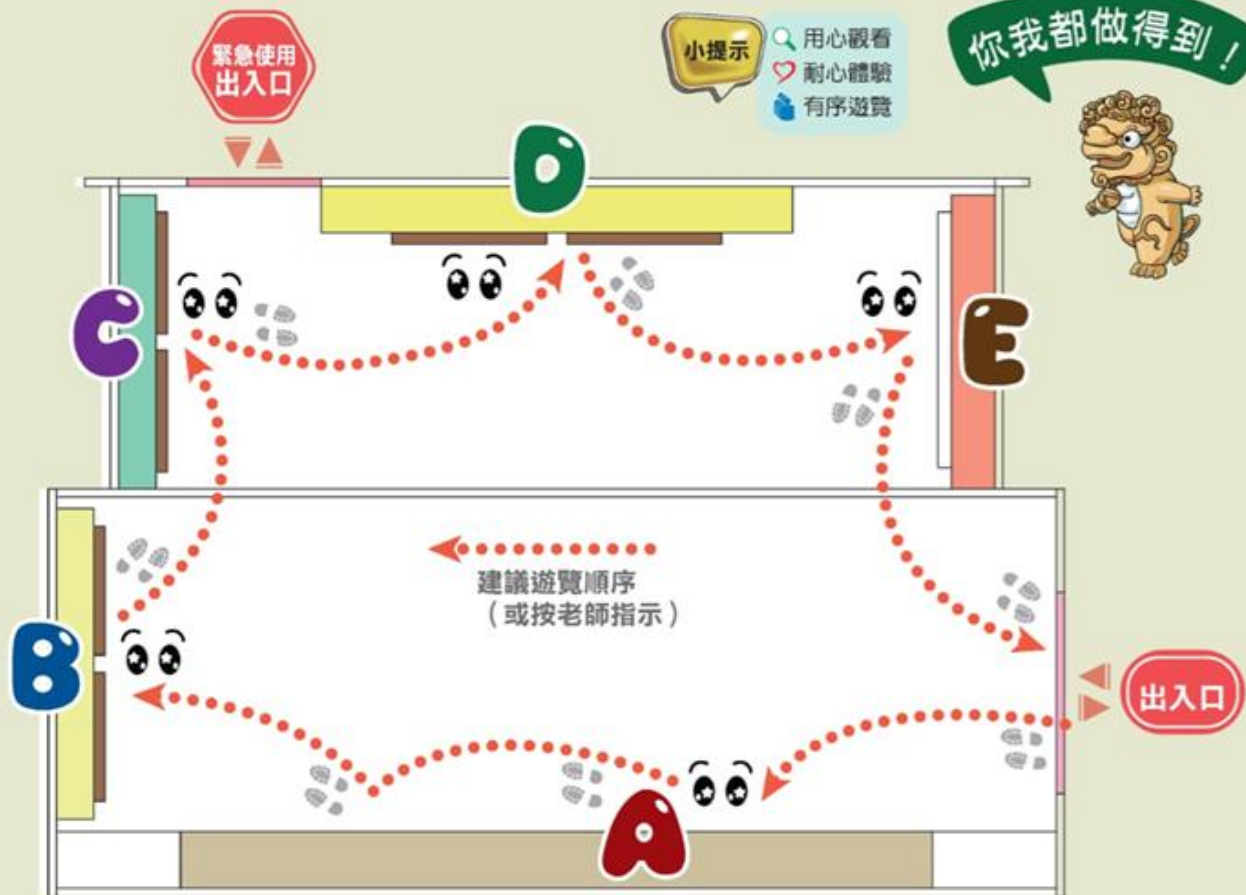 緊急使用
出入口
小提示
用心觀看
耐心體驗
有序遊覽
你我都做得到！
D
C
E
建議遊覽順序
（或按老師指示）
B
出入口
A